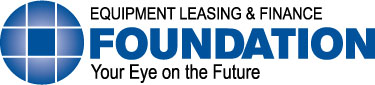 EQUIPMENT LEASING & FINANCE
FOUNDATION
Your Eye on the Future